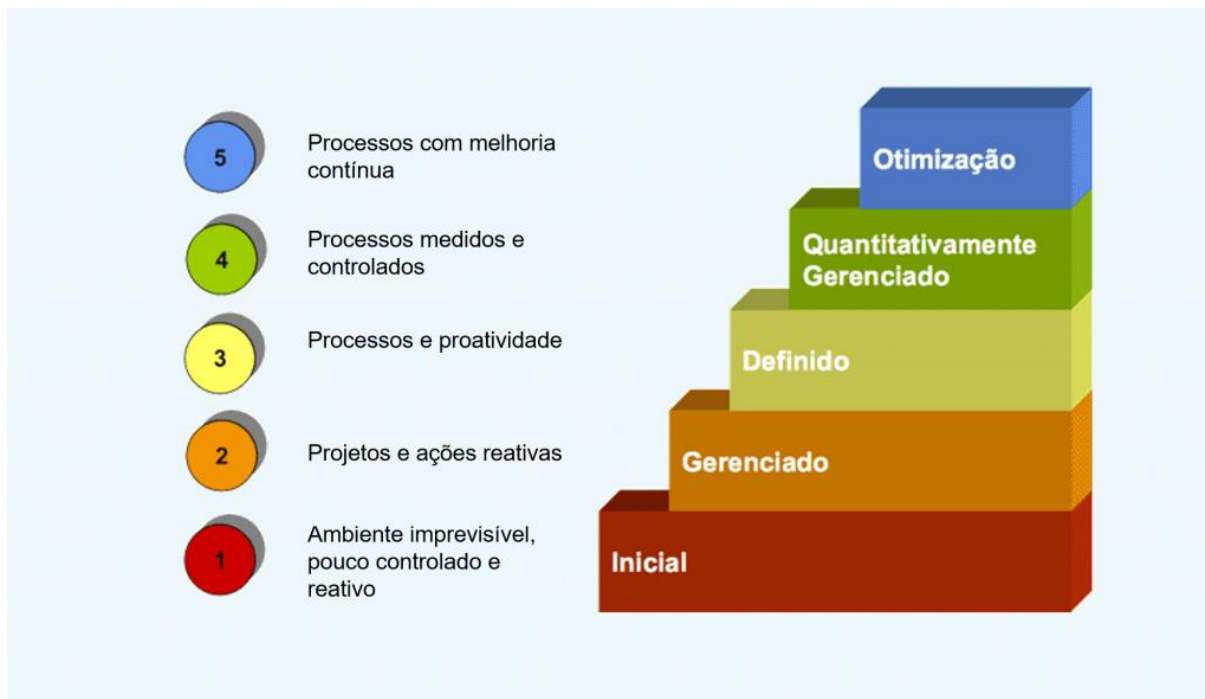 5
Processos com melhoria
contínua
4
Processos medidos e
controlados
3
Processos e proatividade
2
Projetos e ações reativas
1
Ambiente imprevisível,
pouco controlado e
reativo
Otimização
Quantitativamente
Gerenciado
Definido
Gerenciado
Inicial